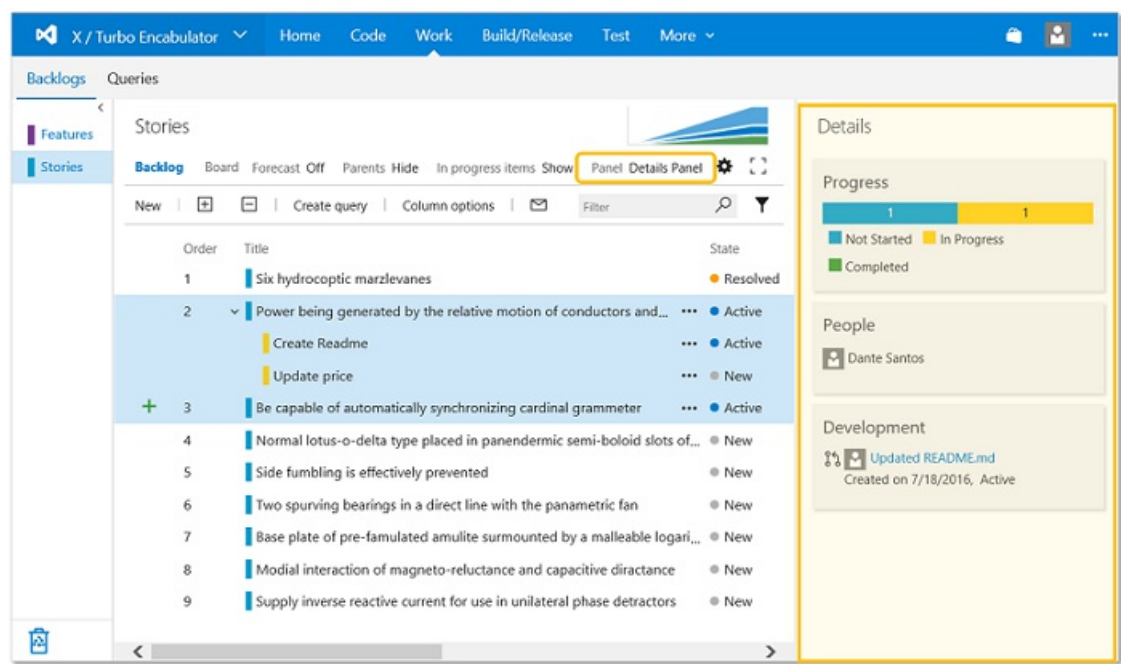 X / Turbo Encabulator Home Code Work Build/Release Test More
Backlogs Queries
Features
Stories
Stories
Backlog Board Forecast Off Parents Hide In progress items Show Panel Details Panel
New Create query Column options Filter
Order Title State
1 Six hydrocoptic marzlevanes Resolved
2 Power being generated by the relative motion of conductors and... ... Active
Create Readme ... Active
Update price ... New
3 Be capable of automatically synchronizing cardinal grammeter ... Active
4 Normal lotus-o-delta type placed in panendermic semi-boloid slots of... New
5 Side fumbling is effectively prevented New
6 Two spurving bearings in a direct line with the panametric fan New
7 Base plate of pre-famulated amulite surmounted by a malleable logari... New
8 Modial interaction of magneto-reluctance and capacitive diractance New
9 Supply inverse reactive current for use in unilateral phase detractors New
Details
Progress
1 1
Not Started In Progress
Completed
People
Dante Santos
Development
Updated README.md
Created on 7/18/2016, Active